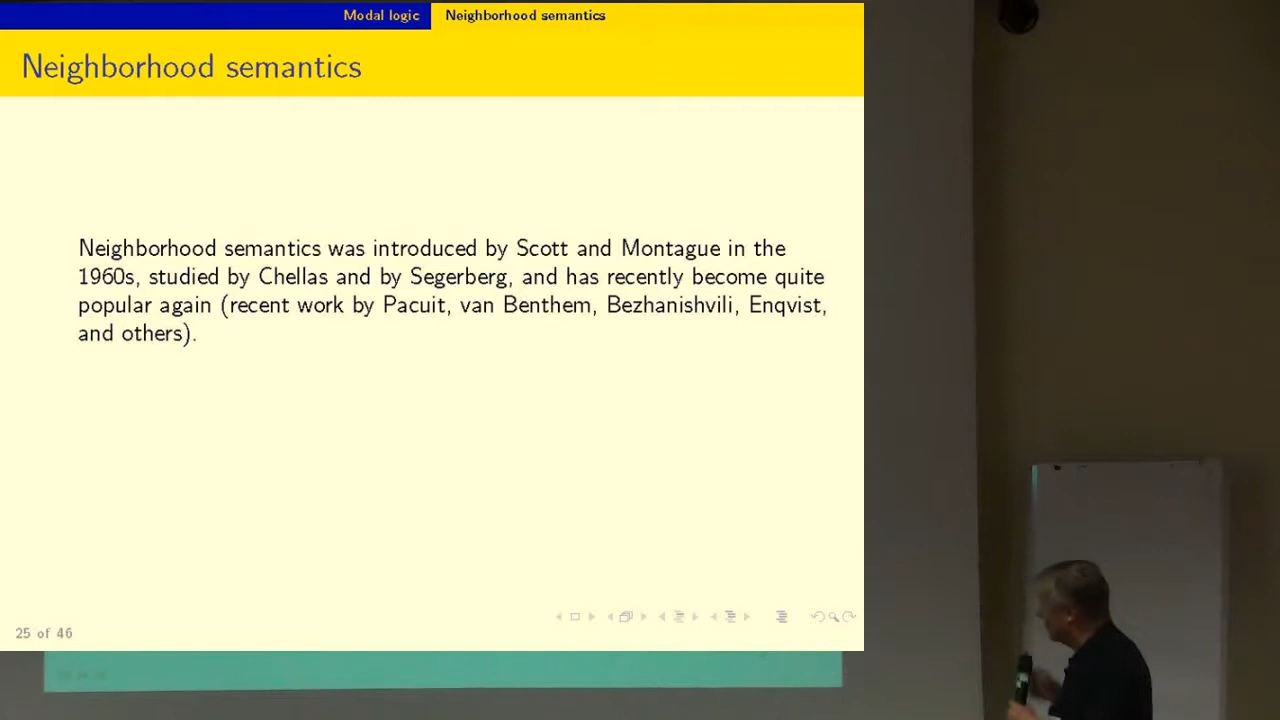 Modal logic Neighborhood semantics
Neighborhood semantics
Neighborhood semantics was introduced by Scott and Montague in the
1960s, studied by Chellas and by Segerberg, and has recently become quite
popular again (recent work by Pacuit, van Benthem, Bezhanishvili, Enqvist,
and others).
25 of 46